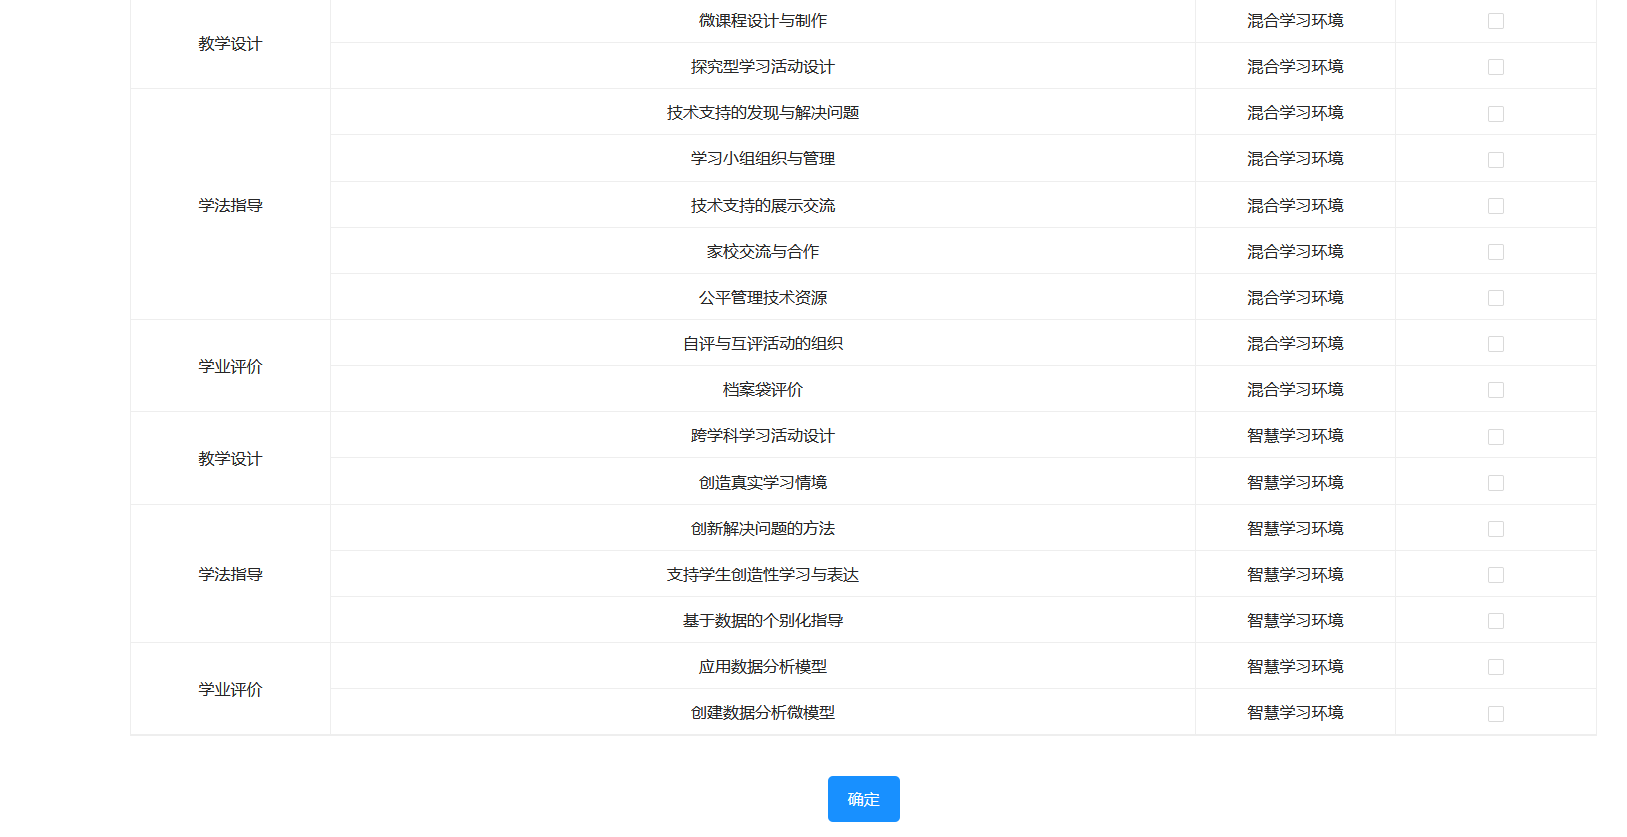 微课程设计与制作 混合学习环境
教学设计
探究型学习活动设计 混合学习环境
技术支持的发现与解决问题 混合学习环境
学习小组组织与管理 混合学习环境
学法指导 技术支持的展示交流 混合学习环境
家校交流与合作 混合学习环境
公平管理技术资源 混合学习环境
自评与互评活动的组织 混合学习环境
学业评价
档案袋评价 混合学习环境
跨学科学习活动设计 智慧学习环境
教学设计
创造真实学习情境 智慧学习环境
创新解决问题的方法 智慧学习环境
学法指导 支持学生创造性学习与表达 智慧学习环境
基于数据的个别化指导 智慧学习环境
应用数据分析模型 智慧学习环境
学业评价
创建数据分析微模型 智慧学习环境
确定